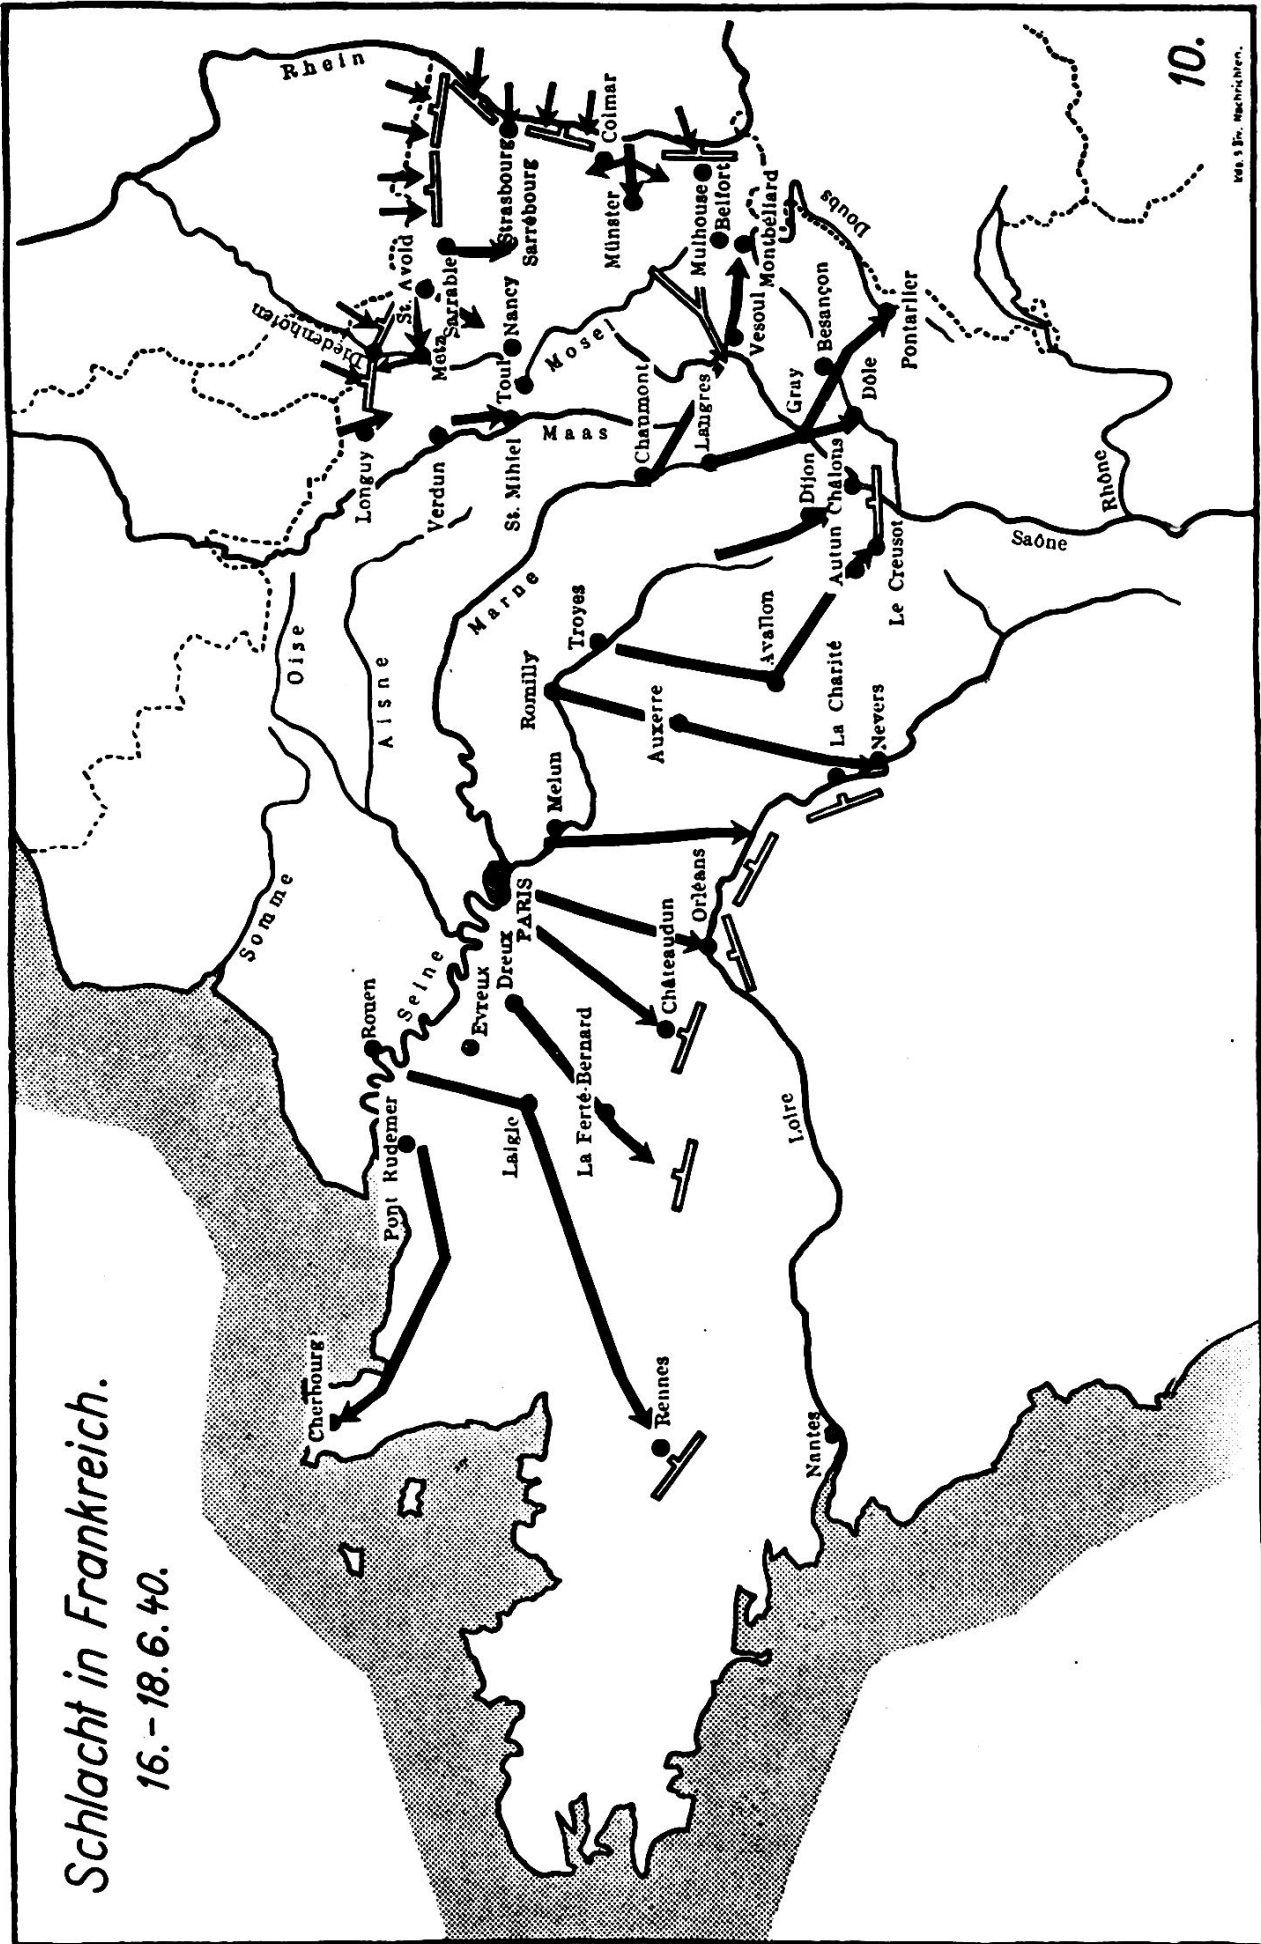 Schlacht in Frankreich.
16.-18.6.40.
10.
Rhein
Diedenhofen
St. Avold
Sarrable
Metz
Longuy
Verdun
St. Mihiel
Toul
Nancy
Strasbourg
Sarrebourg
Colmar
Münster
Mulhouse
Belfort
Montbéliard
Doubs
Vesoul
Besançon
Pontarlier
Mosel
Maas
Chaumont
Langres
Gray
Dôle
Dijon
Châlons
Autun
Le Creusot
Saône
Rhône
Marne
Oise
Aisne
Somme
Troyes
Romilly
Avallon
Auxerre
La Charité
Nevers
Melun
PARIS
Orléans
Châteaudun
Dreux
Evreux
Seine
Rouen
Pont Rudemer
Laigle
La Ferté-Bernard
Loire
Cherbourg
Rennes
Nantes